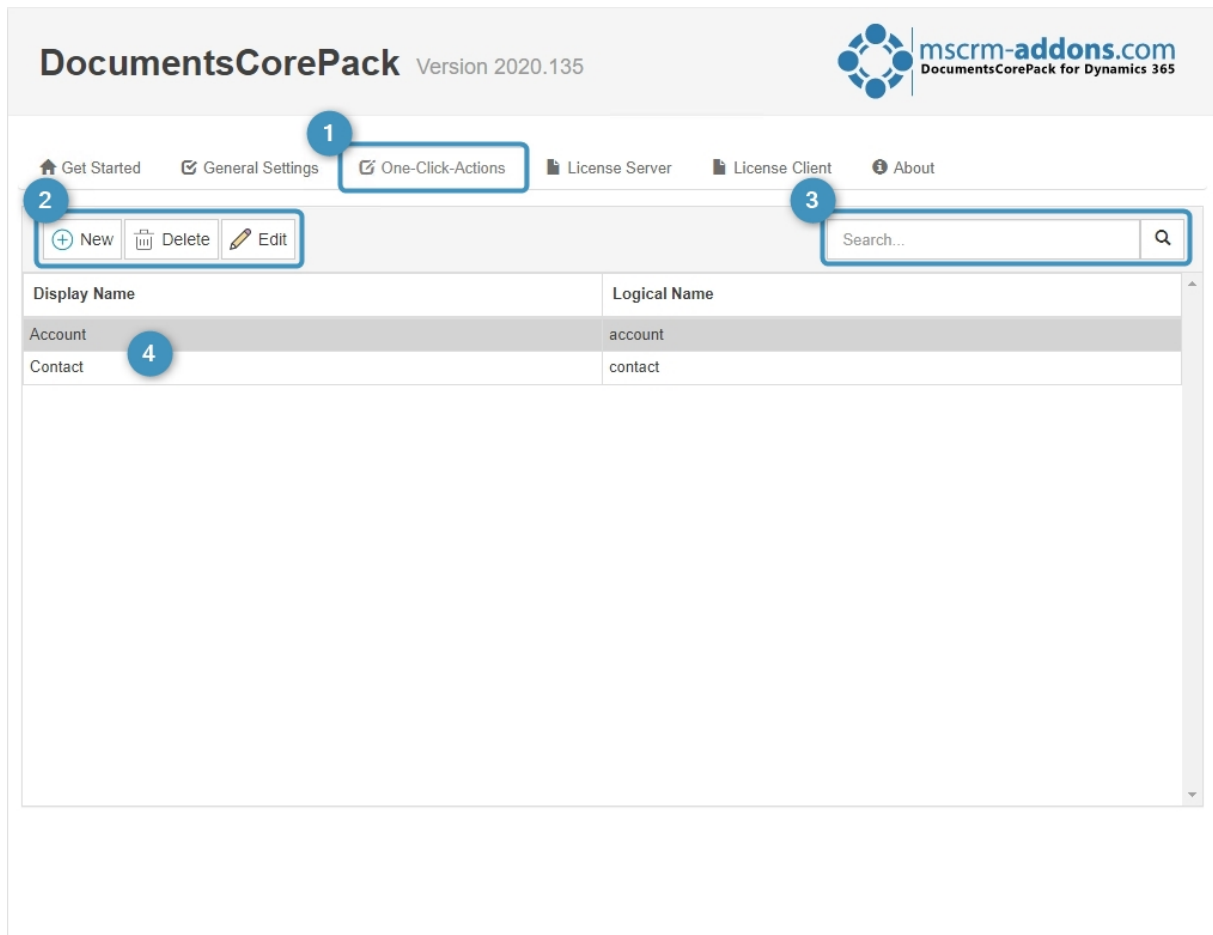 DocumentsCorePack Version 2020.135
mscrm-addons.com
DocumentsCorePack for Dynamics 365
1
Get Started General Settings One-Click-Actions License Server License Client About
2 3
New Delete Edit Search...
Display Name Logical Name
Account account
4
Contact contact